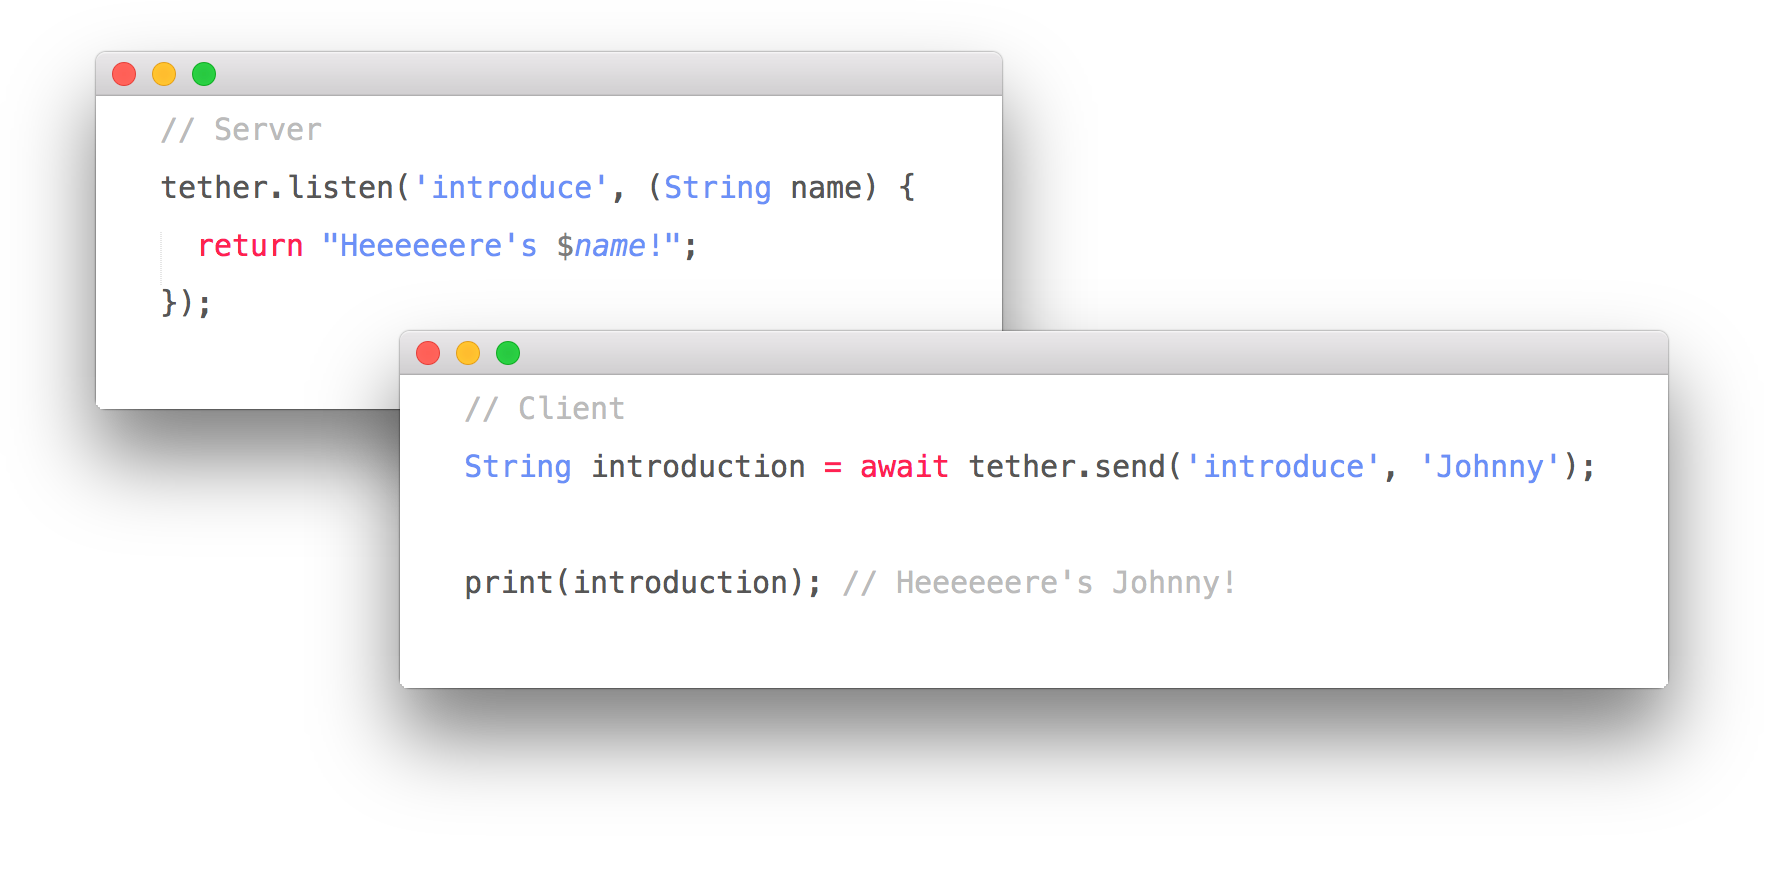 // Server
tether.listen('introduce', (String name) {
return "Heeeeeere's $name!";
});
// Client
String introduction = await tether.send('introduce', 'Johnny');
print(introduction); // Heeeeeere's Johnny!